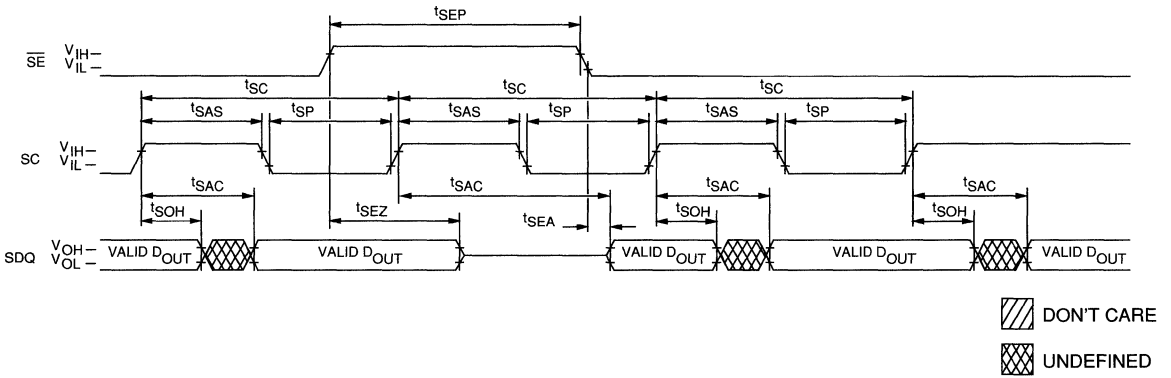 tSEP
SE VIH
VIL
tSC tSC tSC
tSAS tSP tSAS tSP tSAS tSP
SC VIH
VIL
tSAC tSAC tSAC tSAC
tSOH tSEZ tSEA tSOH tSOH
SDQ VOH
VOL
VALID DOUT VALID DOUT VALID DOUT VALID DOUT VALID DOUT
DON'T CARE
UNDEFINED